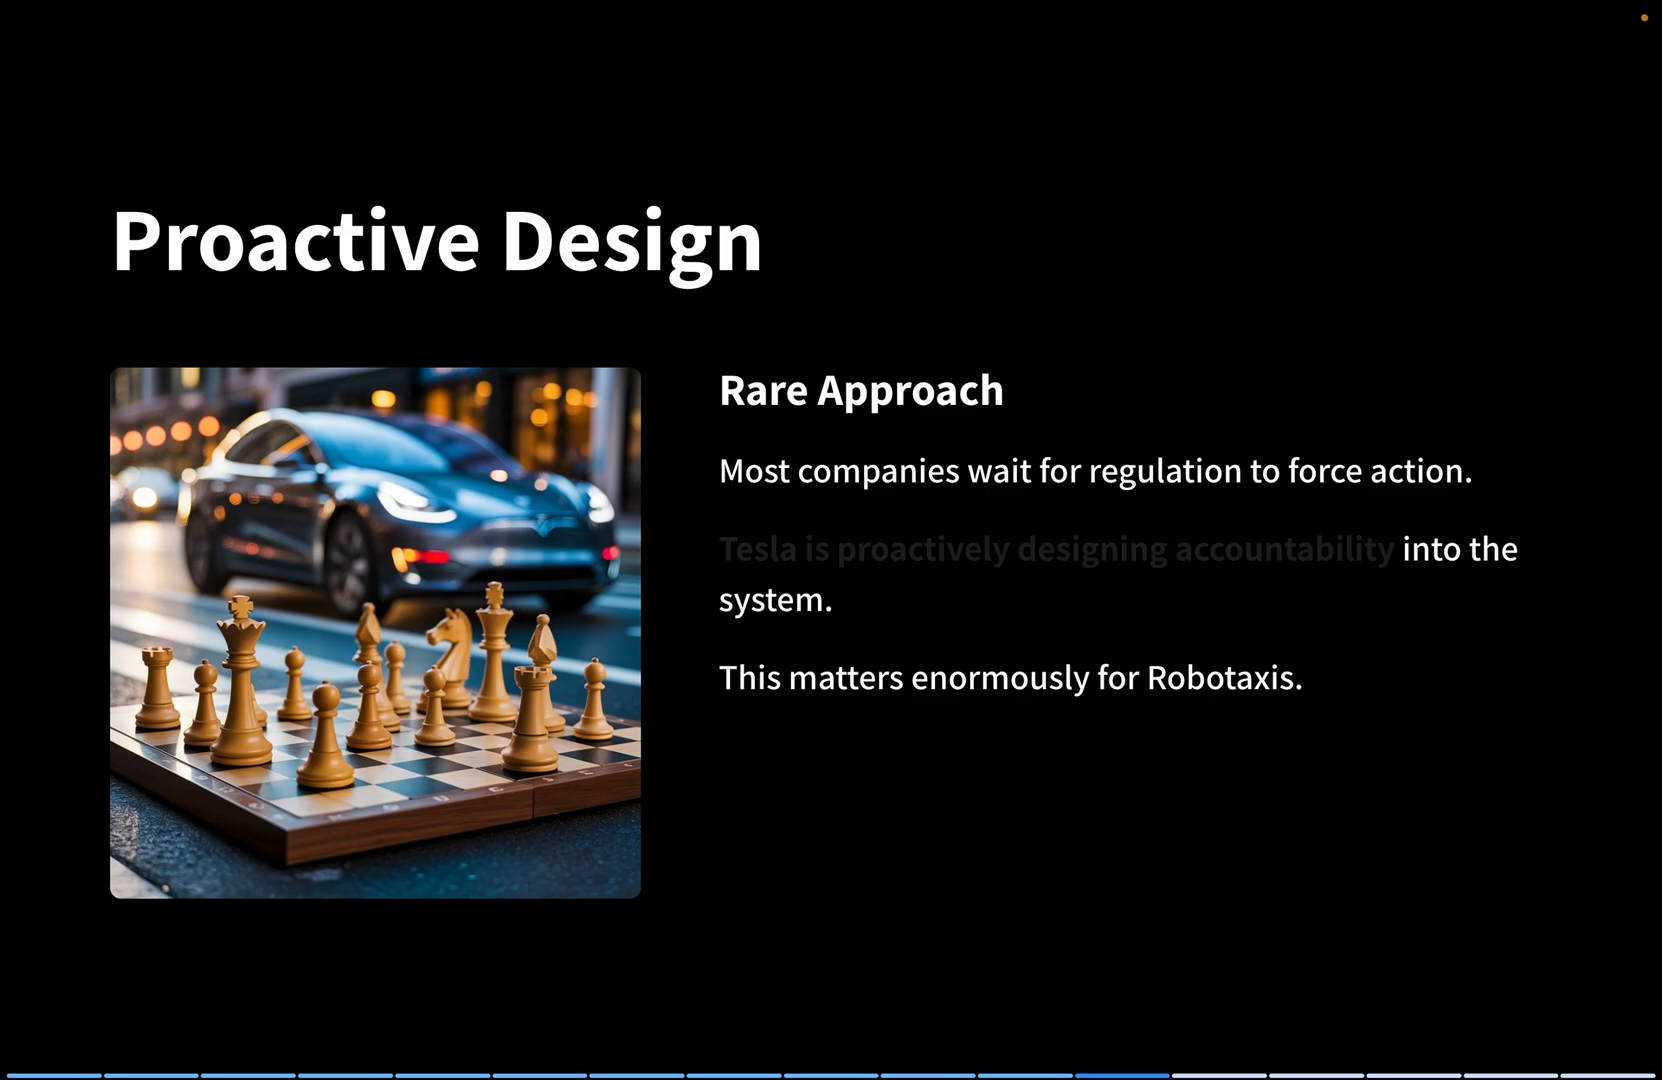 Proactive Design
Rare Approach
Most companies wait for regulation to force action.
Tesla is proactively designing accountability into the
system.
This matters enormously for Robotaxis.